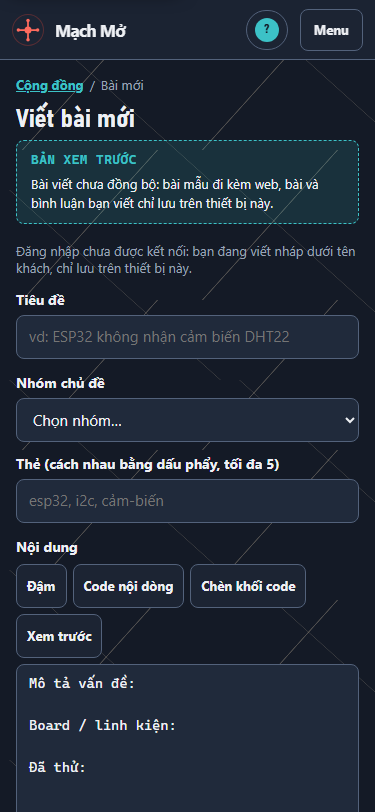 Mạch Mở
?
Menu
Cộng đồng / Bài mới
Viết bài mới
BẢN XEM TRƯỚC
Bài viết chưa đồng bộ: bài mẫu đi kèm web, bài và
bình luận bạn viết chỉ lưu trên thiết bị này.
Đăng nhập chưa được kết nối: bạn đang viết nháp dưới tên
khách, chỉ lưu trên thiết bị này.
Tiêu đề
vd: ESP32 không nhận cảm biến DHT22
Nhóm chủ đề
Chọn nhóm...
Thẻ (cách nhau bằng dấu phẩy, tối đa 5)
esp32, i2c, cảm-biến
Nội dung
Đậm
Code nội dòng
Chèn khối code
Xem trước
Mô tả vấn đề:
Board / linh kiện:
Đã thử: